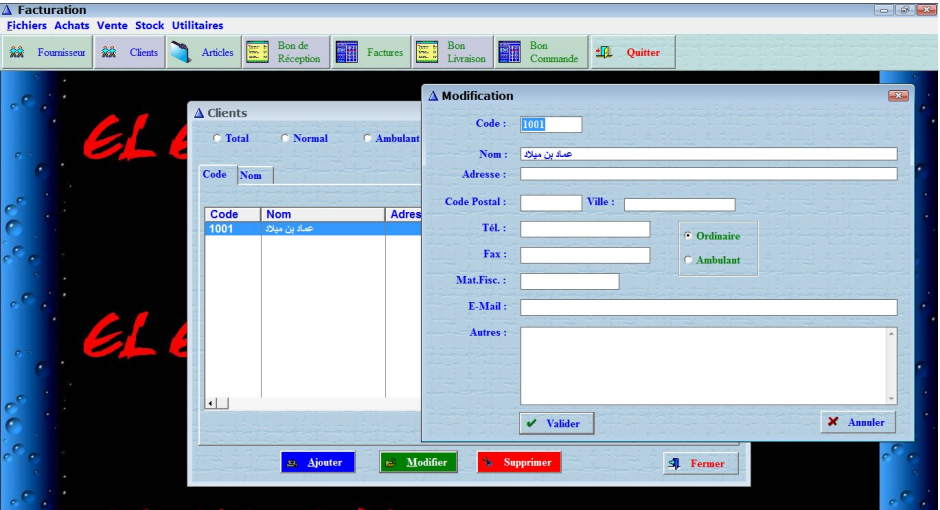 Facturation
Fichiers Achats Vente Stock Utilitaires
Fournisseur Clients Articles Bon de Réception Factures Bon Livraison Bon Commande Quitter
Clients
Total Normal Ambulant
Code Nom
Code Nom Adres
1001 عماد بن ميلاد
EL
EL
Modification
Code : 1001
Nom : عماد بن ميلاد
Adresse :
Code Postal : Ville :
Tél. :
Ordinaire
Fax :
Ambulant
Mat.Fisc. :
E-Mail :
Autres :
Valider Annuler
Ajouter Modifier Supprimer Fermer